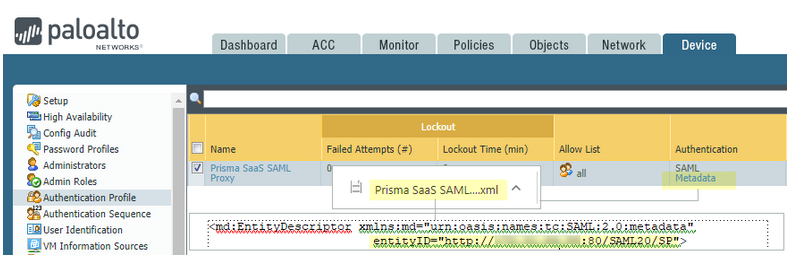 paloalto
NETWORKS®
Dashboard ACC Monitor Policies Objects Network Device
Setup
High Availability
Config Audit
Password Profiles
Administrators
Admin Roles
Authentication Profile
Authentication Sequence
User Identification
VM Information Sources
Lockout
Name Failed Attempts (#) Lockout Time (min) Allow List Authentication
Prisma SaaS SAML Proxy
0
all
SAML
Metadata
Prisma SaaS SAML....xml
<md:EntityDescriptor xmlns:md="urn:oasis:names:tc:SAML:2.0:metadata"
entityID="http:// :80/SAML20/SP">